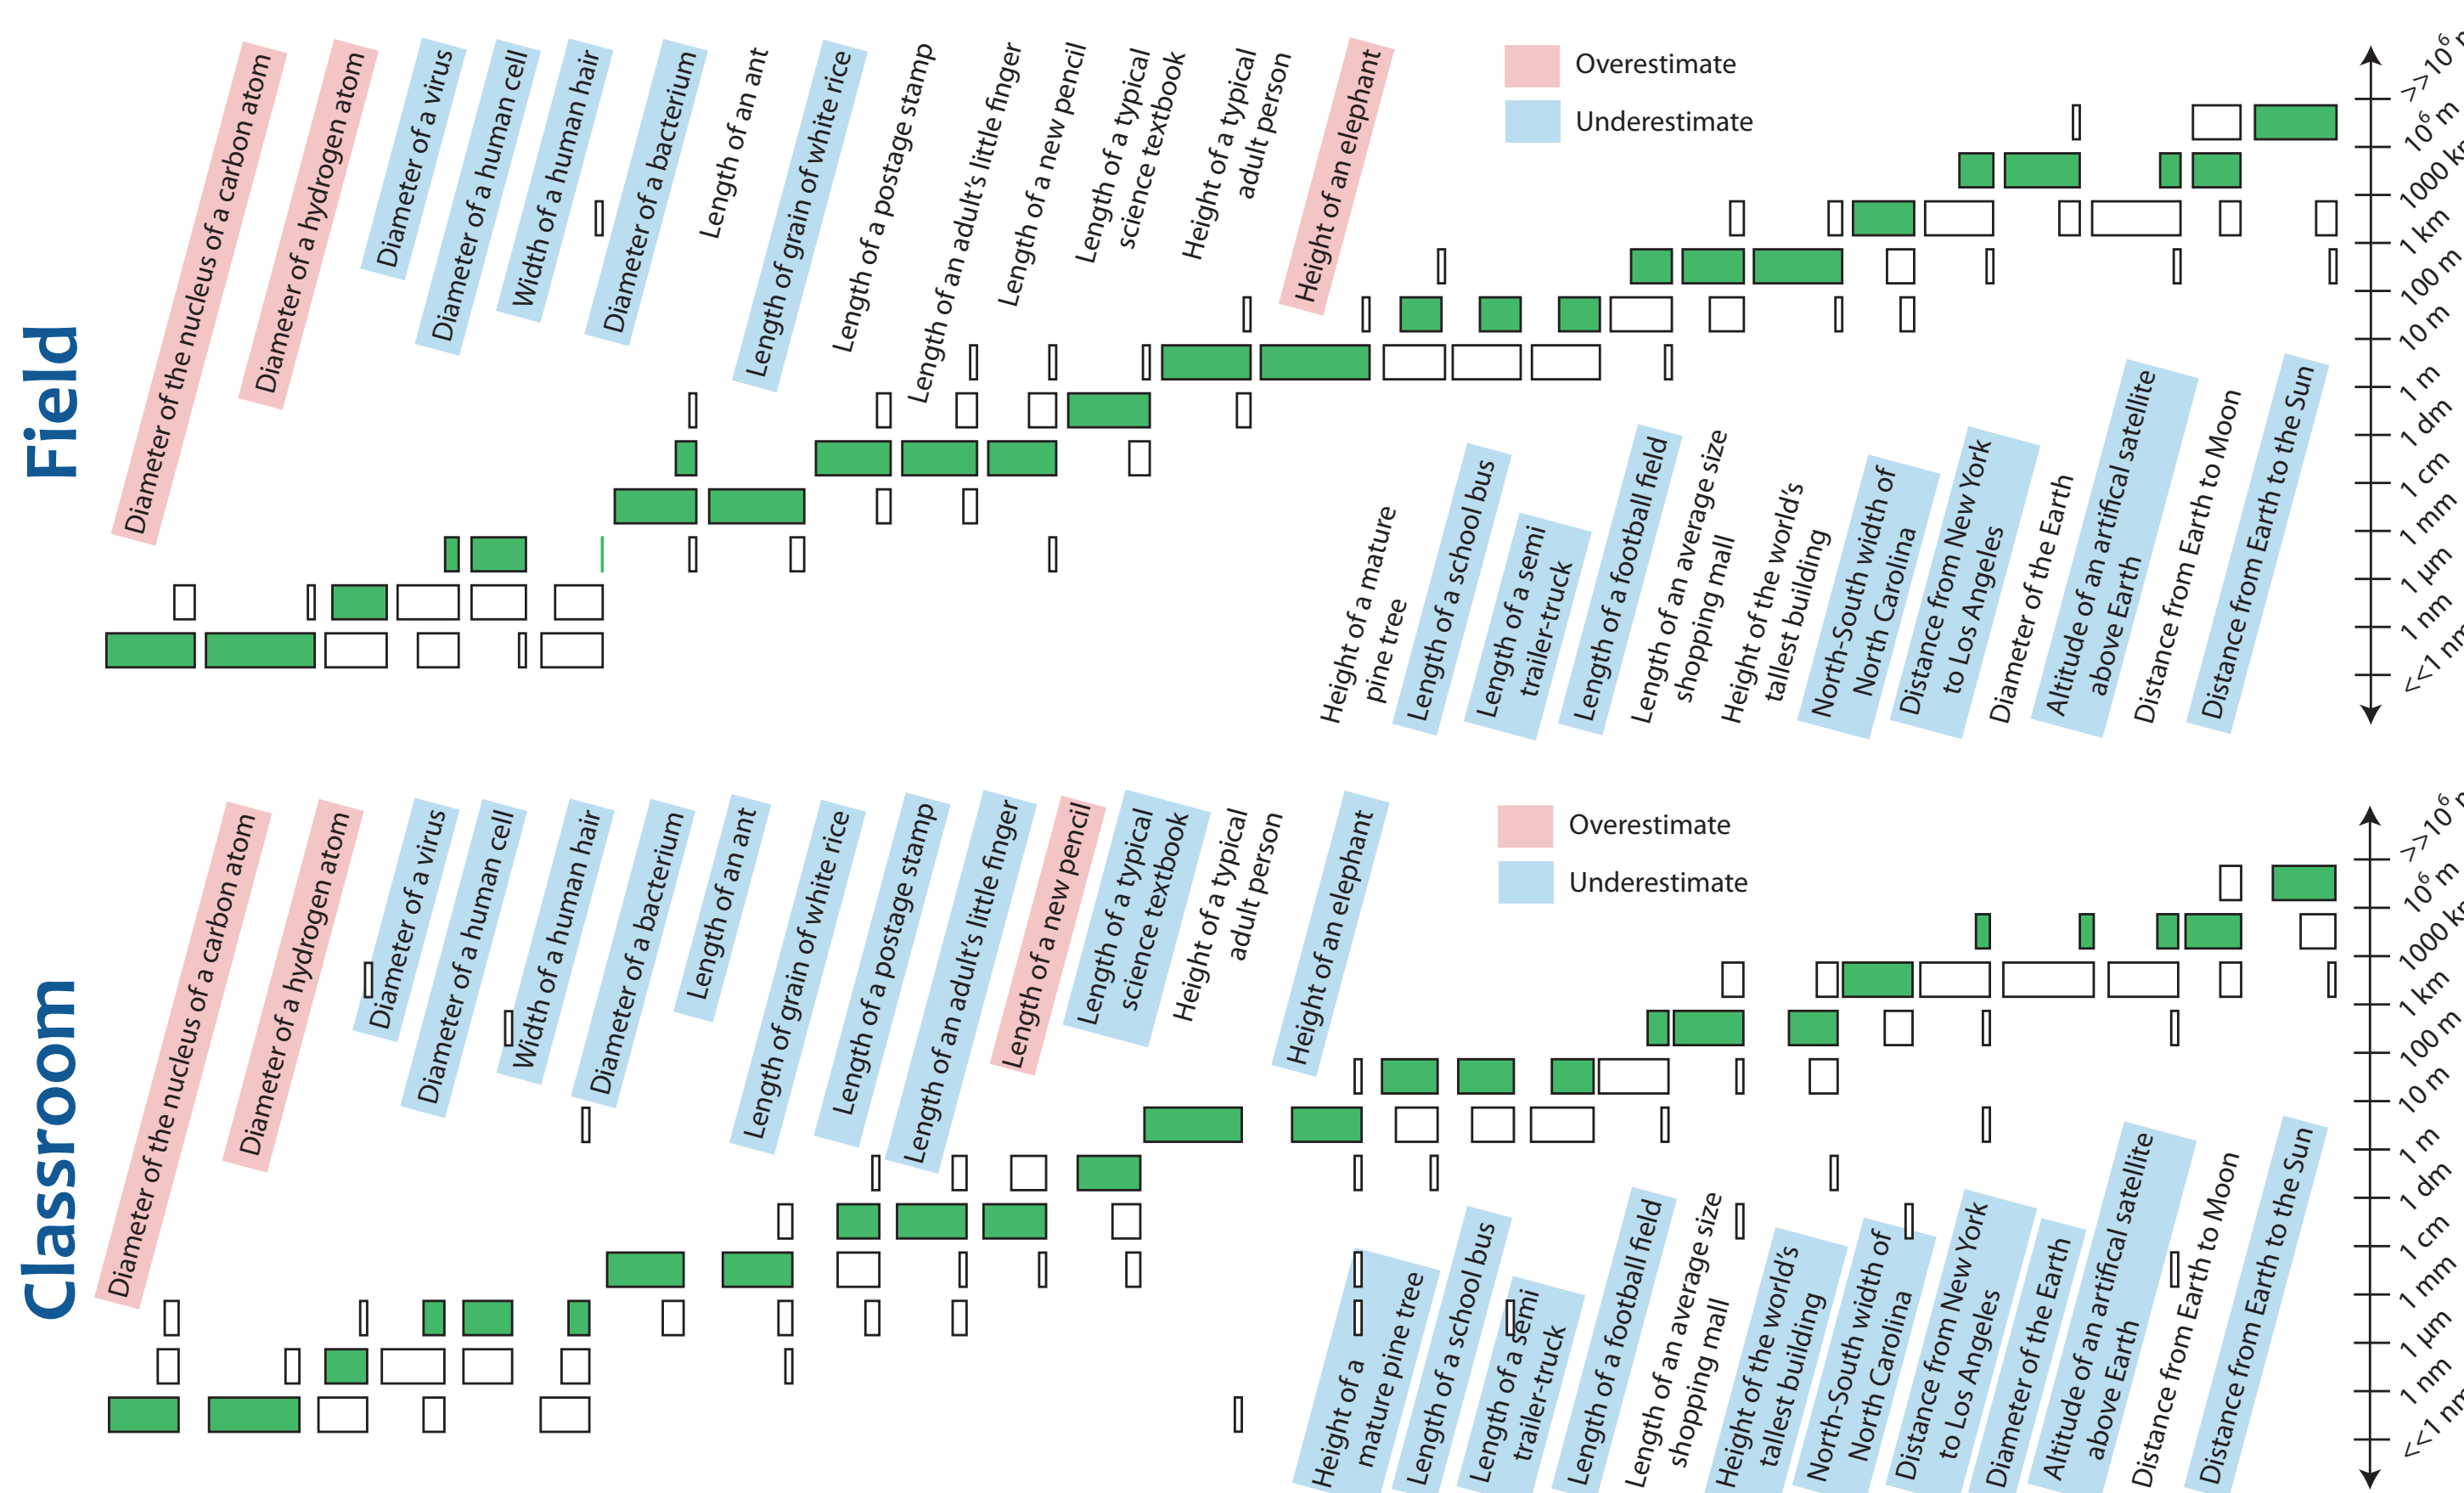 Field
Diameter of the nucleus of a carbon atom
Diameter of a hydrogen atom
Diameter of a virus
Diameter of a human cell
Width of a human hair
Diameter of a bacterium
Length of an ant
Length of grain of white rice
Length of a postage stamp
Length of an adult’s little finger
Length of a new pencil
Length of a typical
science textbook
Height of a typical
adult person
Height of an elephant
Overestimate
Underestimate
Height of a mature
pine tree
Length of a school bus
Length of a semi
trailer-truck
Length of a football field
Length of an average size
shopping mall
Height of the world’s
tallest building
North-South width of
North Carolina
Distance from New York
to Los Angeles
Diameter of the Earth
Altitude of an artifical satellite
above Earth
Distance from Earth to Moon
Distance from Earth to the Sun
>>10⁶
10⁶ m
1000 km
1 km
100 m
10 m
1 m
1 dm
1 cm
1 mm
1 µm
1 nm
<<1 nm
Classroom
Diameter of the nucleus of a carbon atom
Diameter of a hydrogen atom
Diameter of a virus
Diameter of a human cell
Width of a human hair
Diameter of a bacterium
Length of an ant
Length of grain of white rice
Length of a postage stamp
Length of an adult’s little finger
Length of a new pencil
Length of a typical
science textbook
Height of a typical
adult person
Height of an elephant
Overestimate
Underestimate
Height of a
mature pine tree
Length of a school bus
Length of a semi
trailer-truck
Length of a football field
Length of an average size
shopping mall
Height of the world’s
tallest building
North-South width of
North Carolina
Distance from New York
to Los Angeles
Diameter of the Earth
Altitude of an artifical satellite
above Earth
Distance from Earth to Moon
Distance from Earth to the Sun
>>10⁶
10⁶ m
1000 km
1 km
100 m
10 m
1 m
1 dm
1 cm
1 mm
1 µm
1 nm
<<1 nm